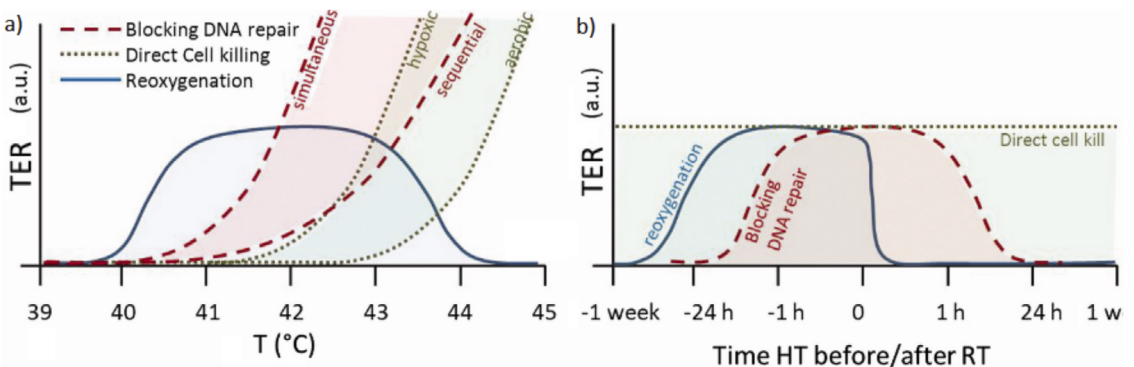 a)
Blocking DNA repair
Direct Cell killing
Reoxygenation
simultaneous
hypoxic
sequential
aerobic
TER (a.u.)
39 40 41 42 43 44 45
T (°C)
b)
Direct cell kill
reoxygenation
Blocking
DNA repair
TER (a.u.)
-1 week -24 h -1 h 0 1 h 24 h 1 w
Time HT before/after RT